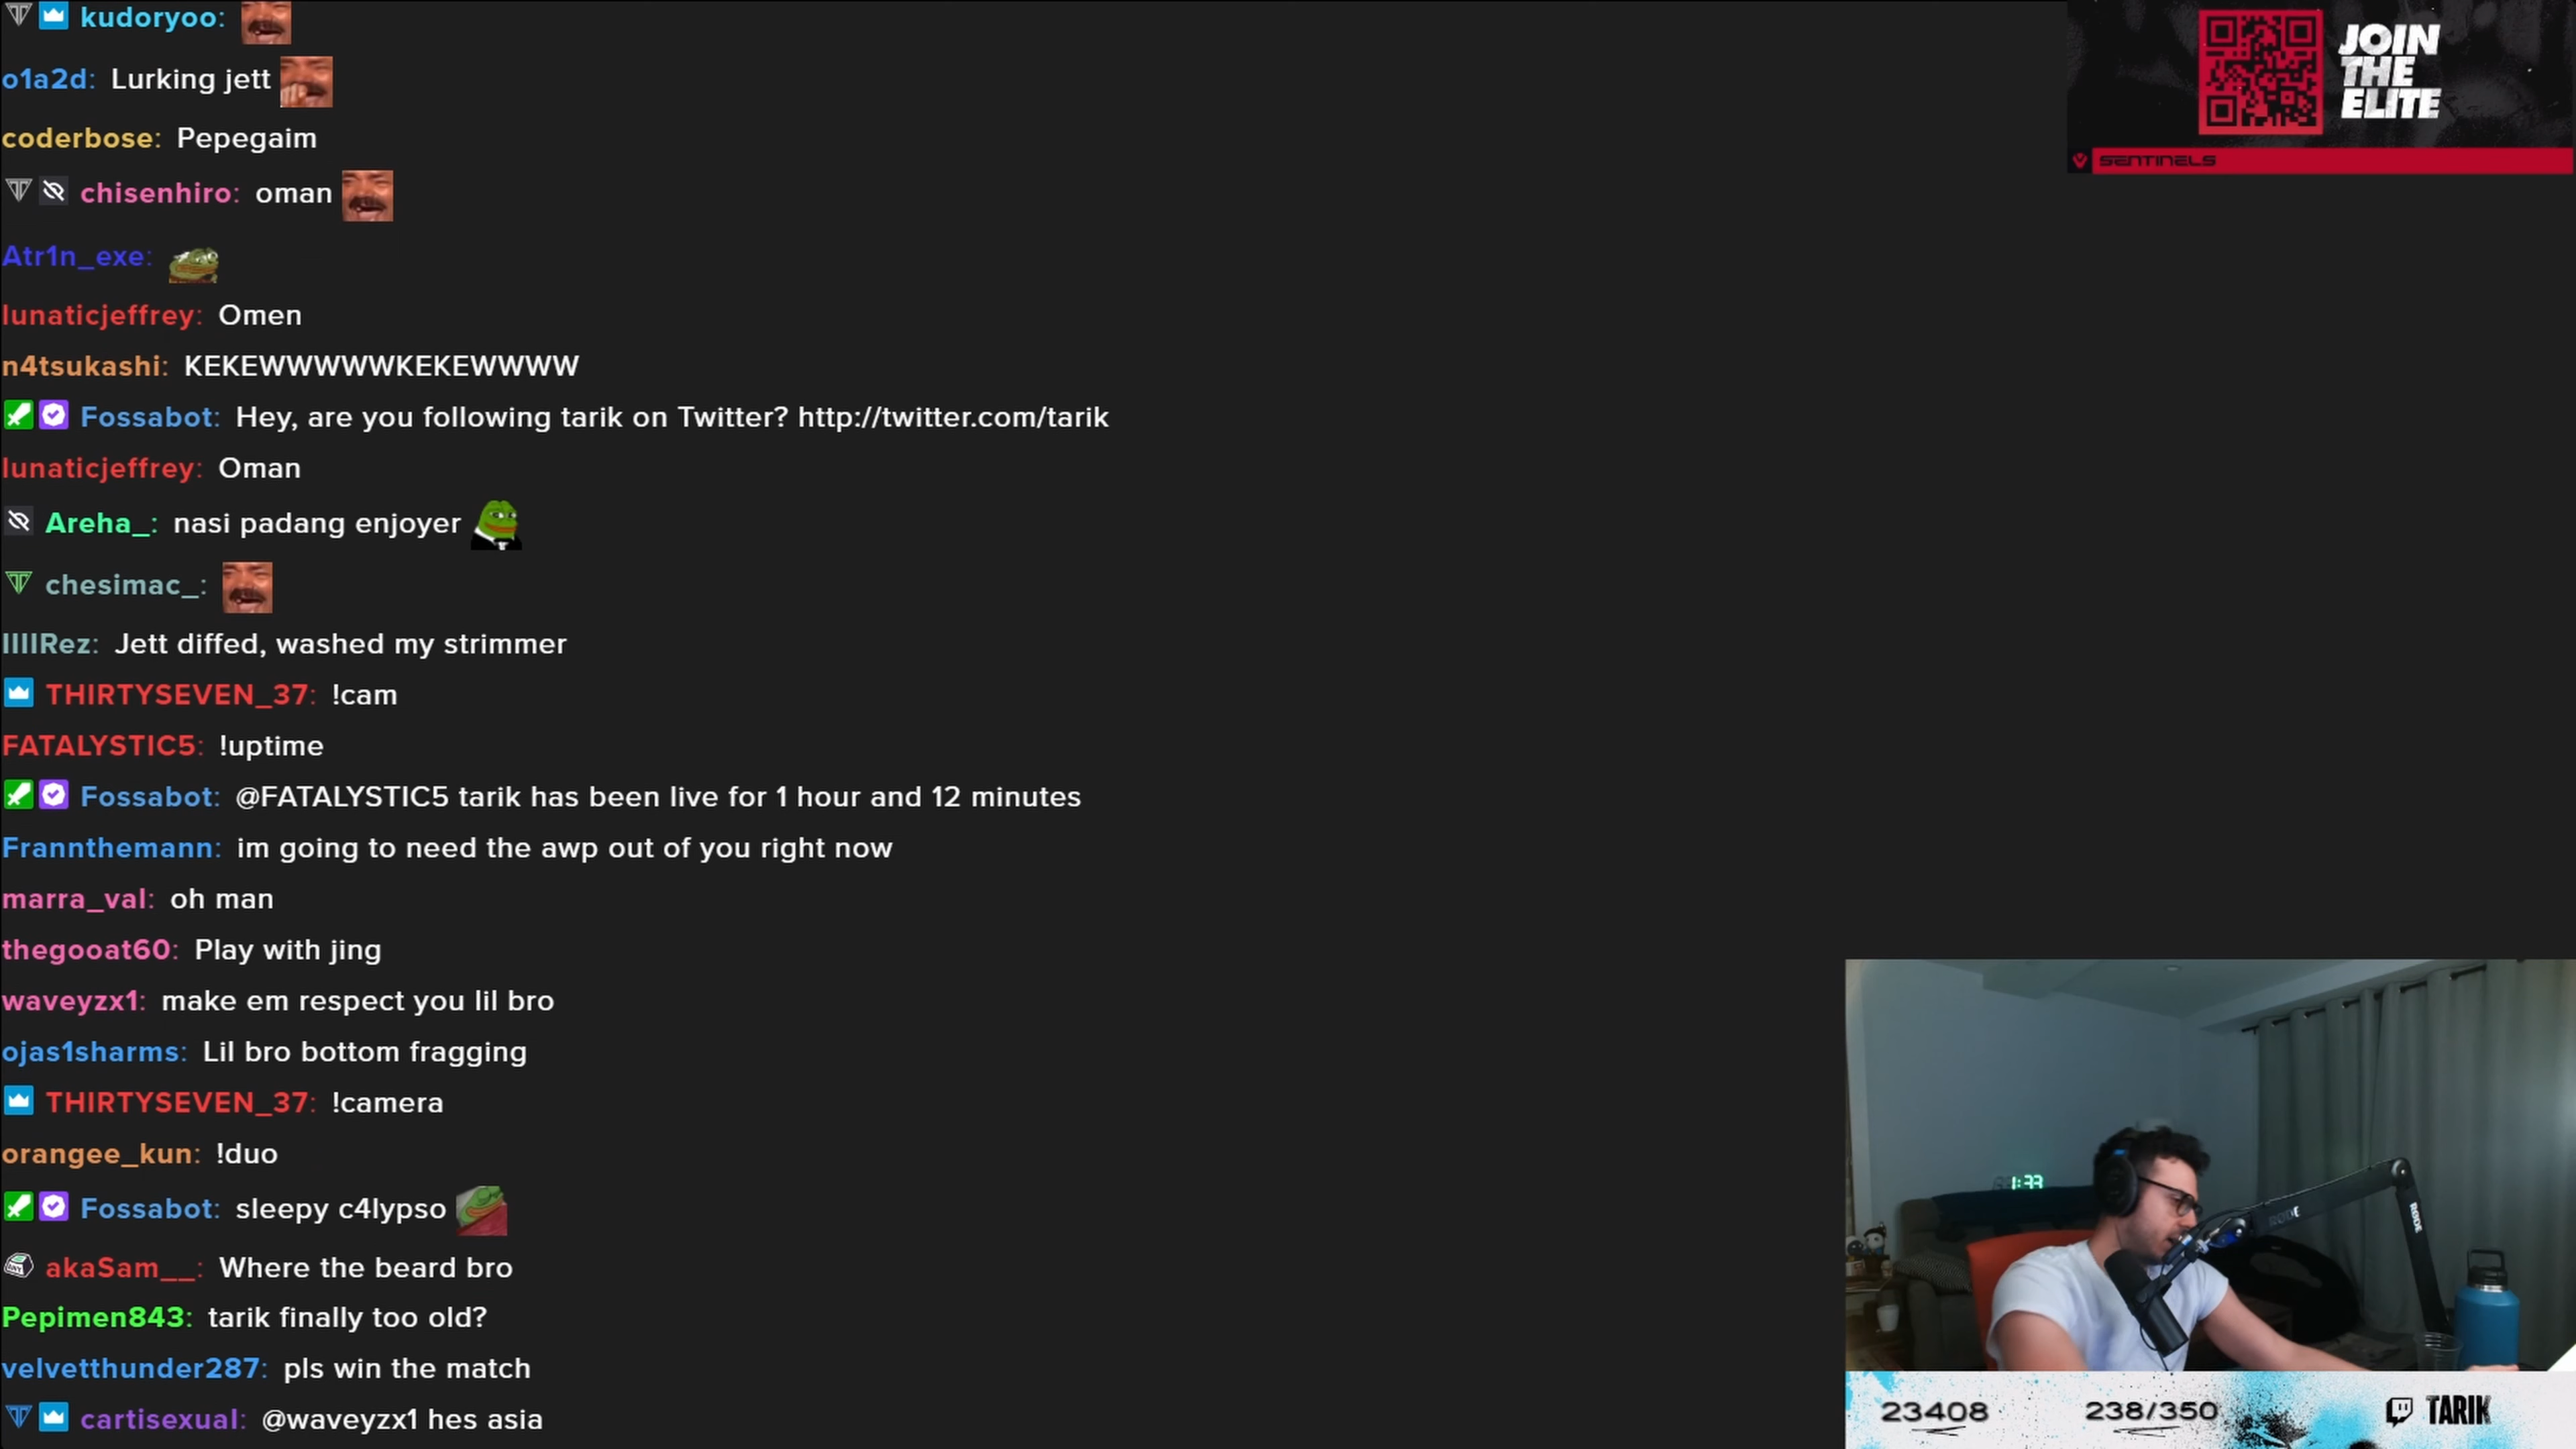 kudoryoo:
JOIN
THE
ELITE
o1a2d: Lurking jett
coderbose: Pepegaim
SENTINELS
chisenhiro: oman
Atr1n_exe:
lunaticjeffrey: Omen
n4tsukashi: KEKEWWWWWKEKEWWWW
Fossabot: Hey, are you following tarik on Twitter? http://twitter.com/tarik
lunaticjeffrey: Oman
Areha_: nasi padang enjoyer
chesimac_:
IIIIRez: Jett diffed, washed my strimmer
THIRTYSEVEN_37: !cam
FATALYSTIC5: !uptime
Fossabot: @FATALYSTIC5 tarik has been live for 1 hour and 12 minutes
Frannthemann: im going to need the awp out of you right now
marra_val: oh man
thegooat60: Play with jing
waveyzx1: make em respect you lil bro
ojas1sharms: Lil bro bottom fragging
THIRTYSEVEN_37: !camera
orangee_kun: !duo
Fossabot: sleepy c4lypso
1:33
RODE
RODE
akaSam__: Where the beard bro
Pepimen843: tarik finally too old?
velvetthunder287: pls win the match
cartisexual: @waveyzx1 hes asia
23408
238/350
TARIK